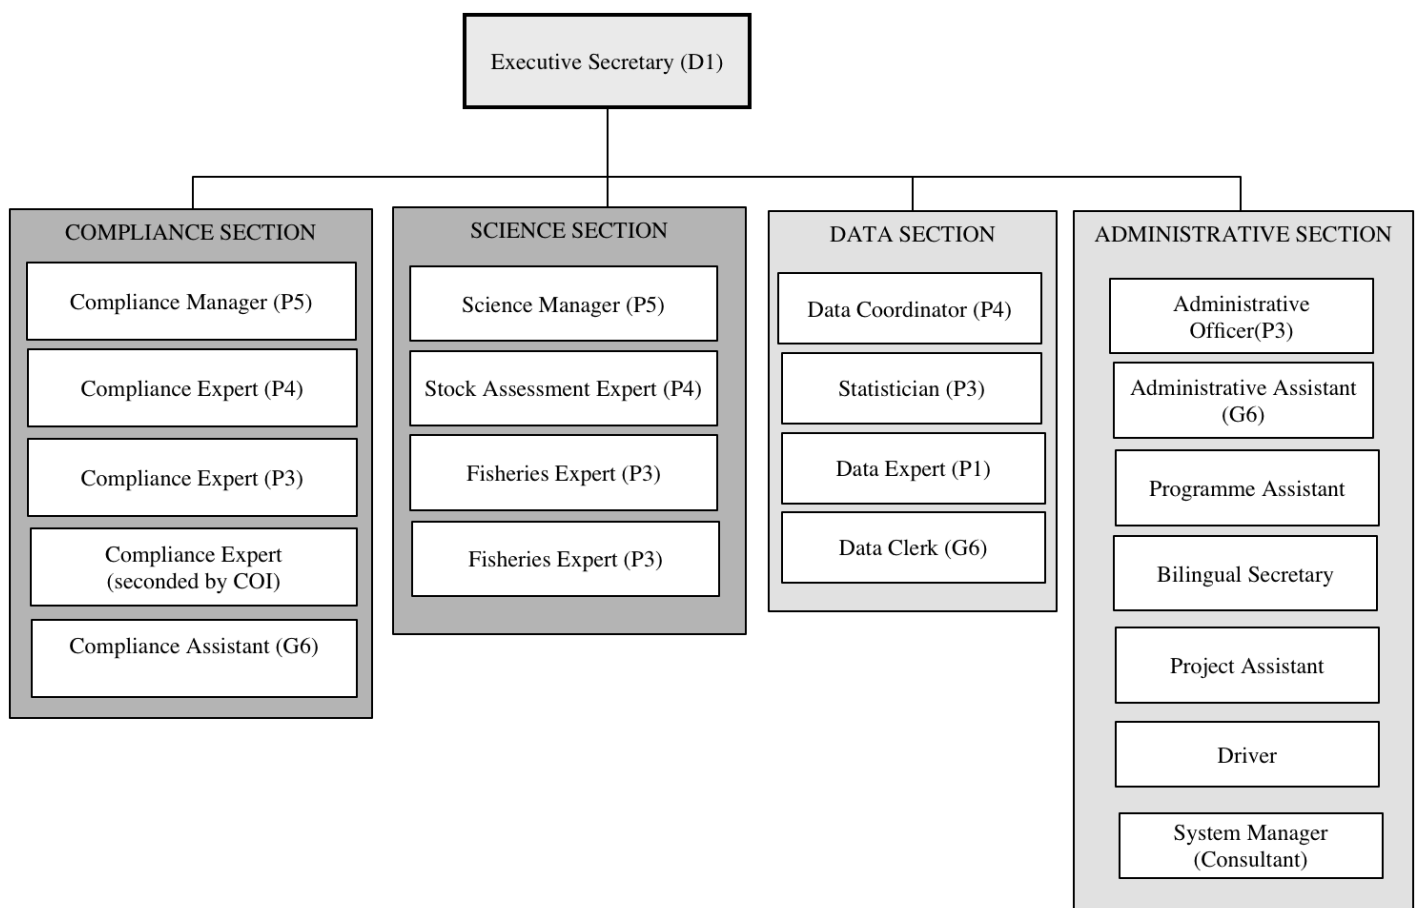 Executive Secretary (D1)
COMPLIANCE SECTION
Compliance Manager (P5)
Compliance Expert (P4)
Compliance Expert (P3)
Compliance Expert
(seconded by COI)
Compliance Assistant (G6)
SCIENCE SECTION
Science Manager (P5)
Stock Assessment Expert (P4)
Fisheries Expert (P3)
Fisheries Expert (P3)
DATA SECTION
Data Coordinator (P4)
Statistician (P3)
Data Expert (P1)
Data Clerk (G6)
ADMINISTRATIVE SECTION
Administrative
Officer(P3)
Administrative Assistant
(G6)
Programme Assistant
Bilingual Secretary
Project Assistant
Driver
System Manager
(Consultant)